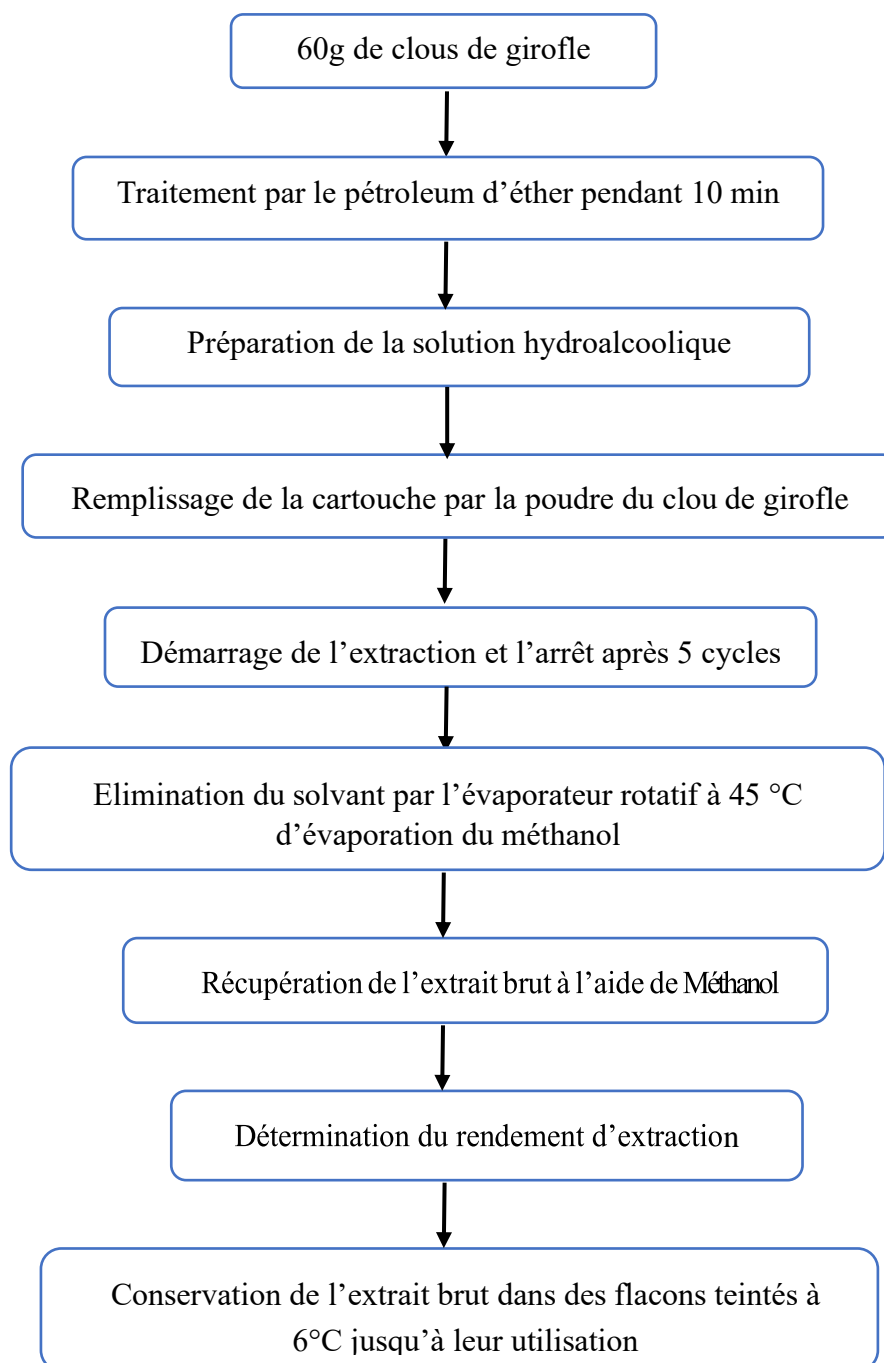 60g de clous de girofle
Traitement par le pétroleum d’éther pendant 10 min
Préparation de la solution hydroalcoolique
Remplissage de la cartouche par la poudre du clou de girofle
Démarrage de l’extraction et l’arrêt après 5 cycles
Elimination du solvant par l’évaporateur rotatif à 45 °C
d’évaporation du méthanol
Récupération de l’extrait brut à l’aide de Méthanol
Détermination du rendement d’extraction
Conservation de l’extrait brut dans des flacons teintés à
6°C jusqu’à leur utilisation